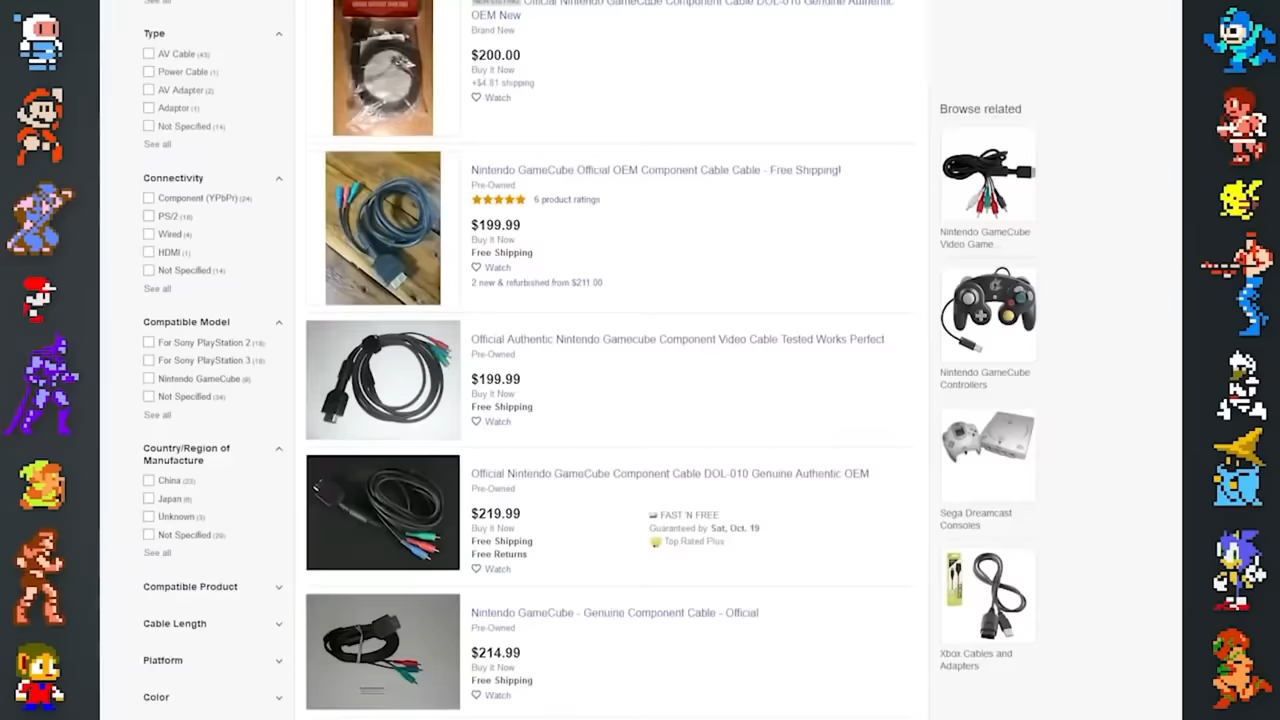 See all
Type
AV Cable (43)
Power Cable (1)
AV Adapter (2)
Adaptor (1)
Not Specified (14)
See all
Connectivity
Component (YPbPr) (24)
PS/2 (18)
Wired (4)
HDMI (1)
Not Specified (14)
See all
Compatible Model
For Sony PlayStation 2 (18)
For Sony PlayStation 3 (18)
Nintendo GameCube (9)
Not Specified (34)
See all
Country/Region of
Manufacture
China (23)
Japan (6)
Unknown (3)
Not Specified (29)
See all
Compatible Product
Cable Length
Platform
Color
NEW LISTING Official Nintendo GameCube Component Cable DOL-010 Genuine Authentic
OEM New
Brand New
$200.00
Buy It Now
+$4.81 shipping
Watch
Nintendo GameCube Official OEM Component Cable Cable - Free Shipping!
Pre-Owned
6 product ratings
$199.99
Buy It Now
Free Shipping
Watch
2 new & refurbished from $211.00
Official Authentic Nintendo Gamecube Component Video Cable Tested Works Perfect
Pre-Owned
$199.99
Buy It Now
Free Shipping
Watch
Official Nintendo GameCube Component Cable DOL-010 Genuine Authentic OEM
Pre-Owned
$219.99
Buy It Now
Free Shipping
Free Returns
Watch
FAST 'N FREE
Guaranteed by Sat, Oct. 19
Top Rated Plus
Nintendo GameCube - Genuine Component Cable - Official
Pre-Owned
$214.99
Buy It Now
Free Shipping
Watch
Browse related
Nintendo GameCube
Video Game...
Nintendo GameCube
Controllers
Sega Dreamcast
Consoles
Xbox Cables and
Adapters